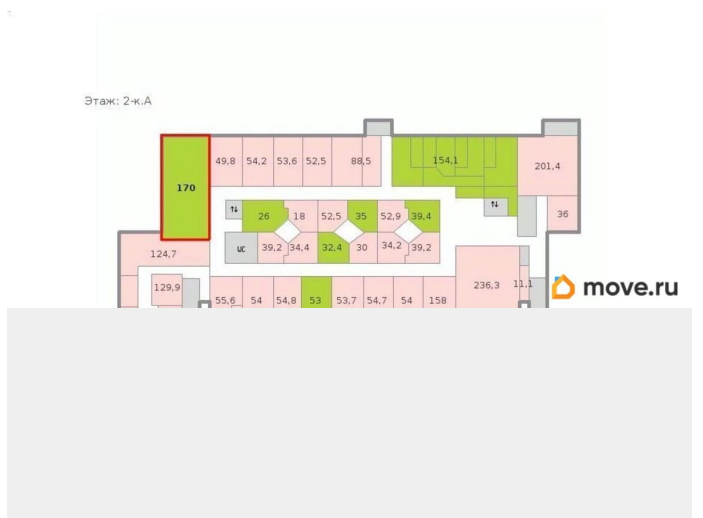 Этаж: 2-к.А
49,8 54,2 53,6 52,5 88,5 154,1 201,4
170
26 18 52,5 35 52,9 39,4 36
UC 39,2 34,4 32,4 30 34,2 39,2
124,7
129,9 236,3 11,1 move.ru
55,6 54 54,8 53 53,7 54,7 54 158